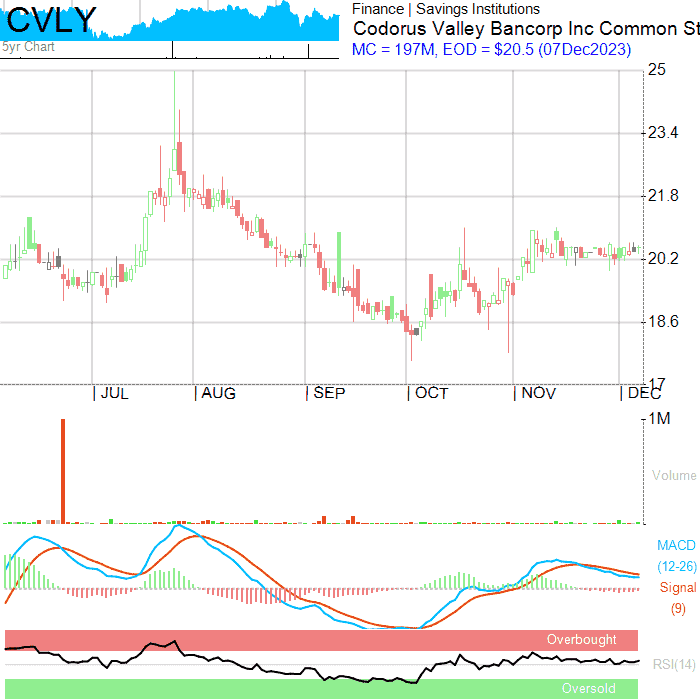 CVLY
5yr Chart
Finance | Savings Institutions
Codorus Valley Bancorp Inc Common St
MC = 197M, EOD = $20.5 (07Dec2023)
25
23.4
21.8
20.2
18.6
17
| JUL | AUG | SEP | OCT | NOV | DEC
1M
Volume
MACD
(12-26)
Signal
(9)
Overbought
RSI(14)
Oversold